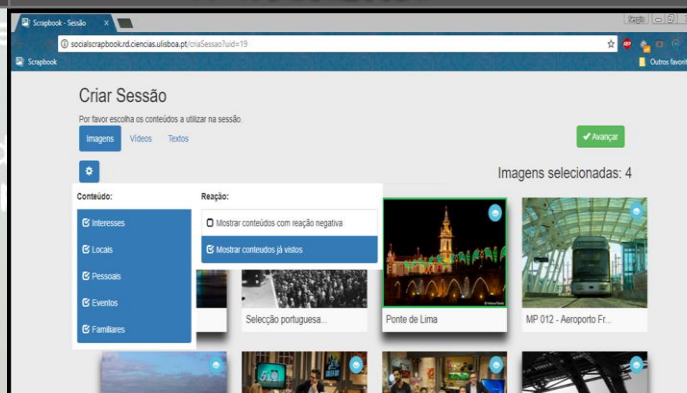 Scrapbook - Sessão
Sergio
socialscrapbook.rd.ciencias.ulisboa.pt/criaSessao?uid=19
Scrapbook
Outros favorit
Criar Sessão
Por favor escolha os conteúdos a utilizar na sessão.
Imagens Vídeos Textos
Avançar
Imagens selecionadas: 4
Conteúdo:
Reação:
Interesses
Mostrar conteúdos com reação negativa
Locais
Mostrar conteudos já vistos
Pessoais
Eventos
Familiares
Selecção portuguesa...
Ponte de Lima
MP 012 - Aeroporto Fr...